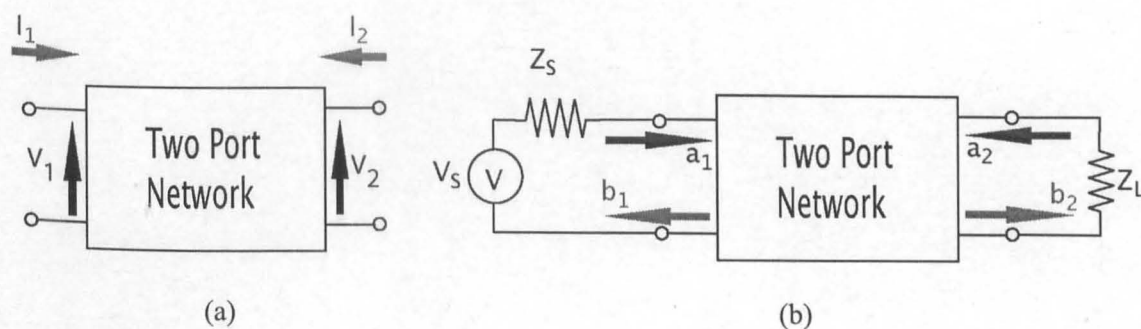 I1
I2
V1
Two Port
Network
V2
(a)
ZS
VS
V
a1
b1
Two Port
Network
a2
b2
ZL
(b)